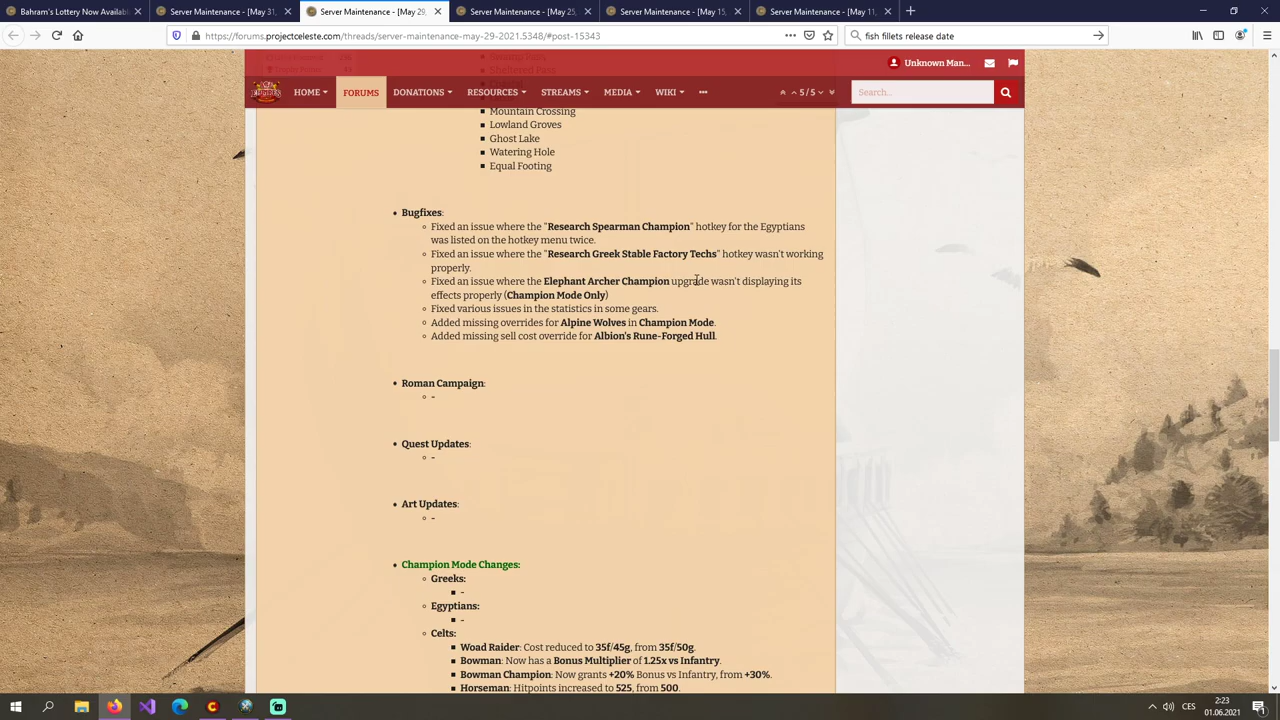 Bahram's Lottery Now Availabl
Server Maintenance - [May 31,
Server Maintenance - [May 29,
Server Maintenance - [May 25,
Server Maintenance - [May 15,
Server Maintenance - [May 11,
https://forums.projectceleste.com/threads/server-maintenance-may-29-2021.5348/#post-15343
fish fillets release date
Unknown Man...
HOME
FORUMS
DONATIONS
RESOURCES
STREAMS
MEDIA
WIKI
5 / 5
Search...
Sheltered Pass
Mountain Crossing
Lowland Groves
Ghost Lake
Watering Hole
Equal Footing
Bugfixes:
Fixed an issue where the "Research Spearman Champion" hotkey for the Egyptians
was listed on the hotkey menu twice.
Fixed an issue where the "Research Greek Stable Factory Techs" hotkey wasn't working
properly.
Fixed an issue where the Elephant Archer Champion upgrade wasn't displaying its
effects properly (Champion Mode Only)
Fixed various issues in the statistics in some gears.
Added missing overrides for Alpine Wolves in Champion Mode.
Added missing sell cost override for Albion's Rune-Forged Hull.
Roman Campaign:
-
Quest Updates:
-
Art Updates:
-
Champion Mode Changes:
Greeks:
-
Egyptians:
-
Celts:
Woad Raider: Cost reduced to 35f/45g, from 35f/50g.
Bowman: Now has a Bonus Multiplier of 1.25x vs Infantry.
Bowman Champion: Now grants +20% Bonus vs Infantry, from +30%.
Horseman: Hitpoints increased to 525, from 500.
CES
2:23
01.06.2021